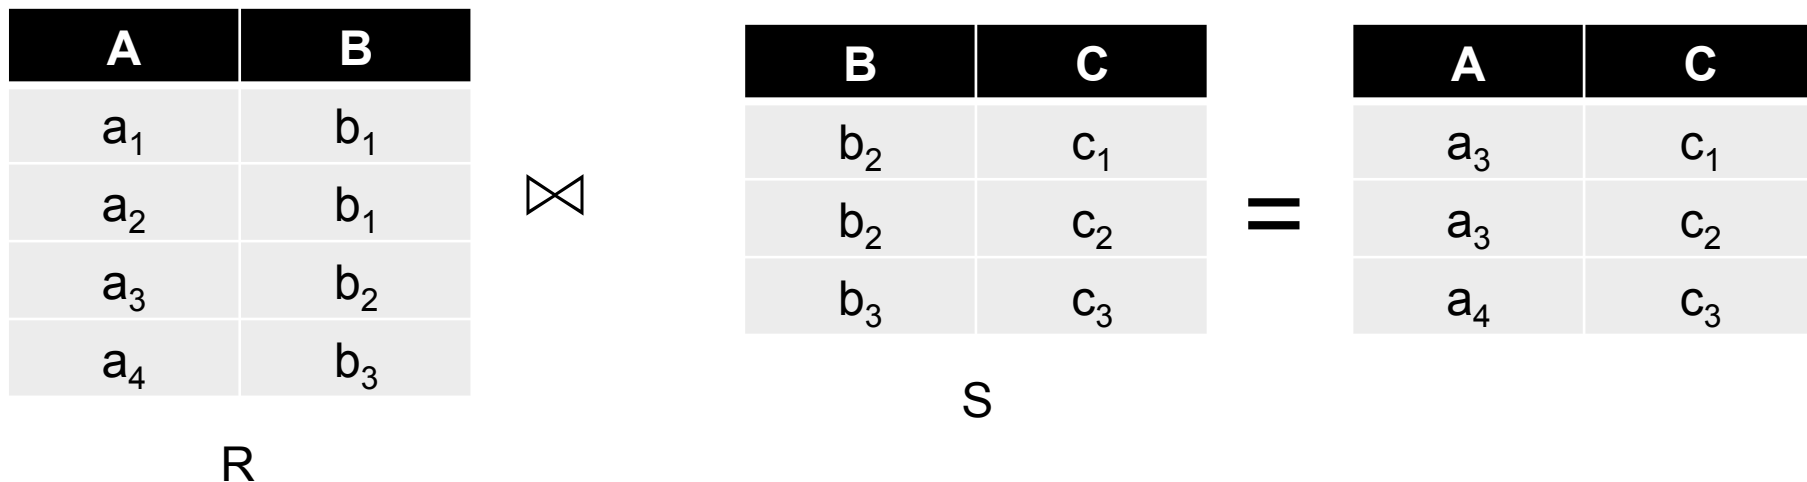 A B
a₁ b₁
a₂ b₁
a₃ b₂
a₄ b₃
R
⋈
B C
b₂ c₁
b₂ c₂
b₃ c₃
S
=
A C
a₃ c₁
a₃ c₂
a₄ c₃